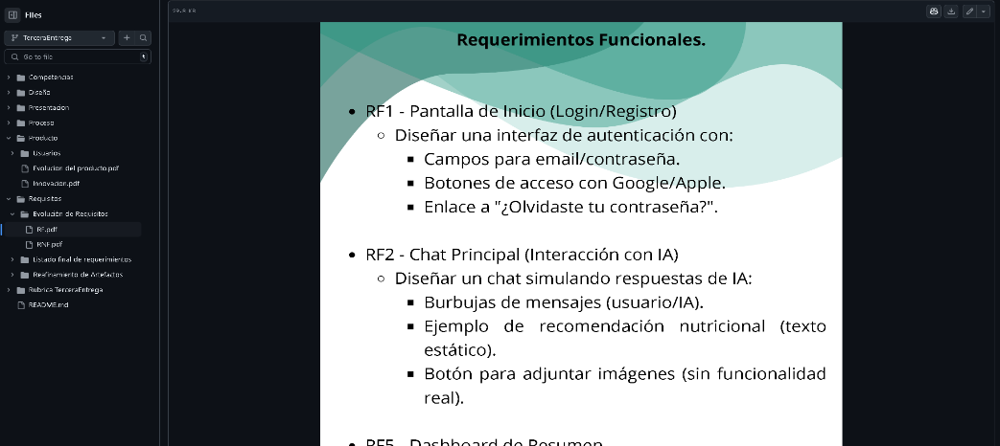 Files
29.8 KB
TerceraEntrega
Go to file
t
Competencias
Diseño
Presentacion
Proceso
Producto
Usuarios
Evolucion del producto.pdf
Innovacion.pdf
Requisitos
Evolución de Requisitos
RF.pdf
RNF.pdf
Listado final de requerimientos
Reafinamiento de Artefactos
Rubrica TerceraEntrega
README.md
Requerimientos Funcionales.
RF1 - Pantalla de Inicio (Login/Registro)
Diseñar una interfaz de autenticación con:
Campos para email/contraseña.
Botones de acceso con Google/Apple.
Enlace a "¿Olvidaste tu contraseña?".
RF2 - Chat Principal (Interacción con IA)
Diseñar un chat simulando respuestas de IA:
Burbujas de mensajes (usuario/IA).
Ejemplo de recomendación nutricional (texto
estático).
Botón para adjuntar imágenes (sin funcionalidad
real).
RF5 - Dashboard de Resumen